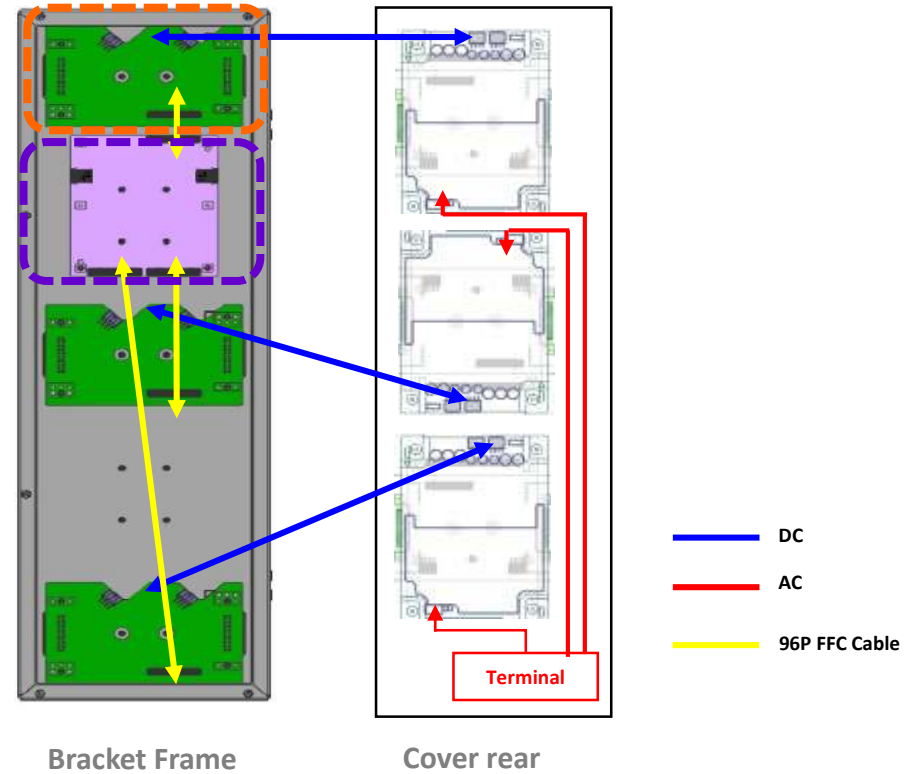 DC
AC
96P FFC Cable
Terminal
Bracket Frame
Cover rear